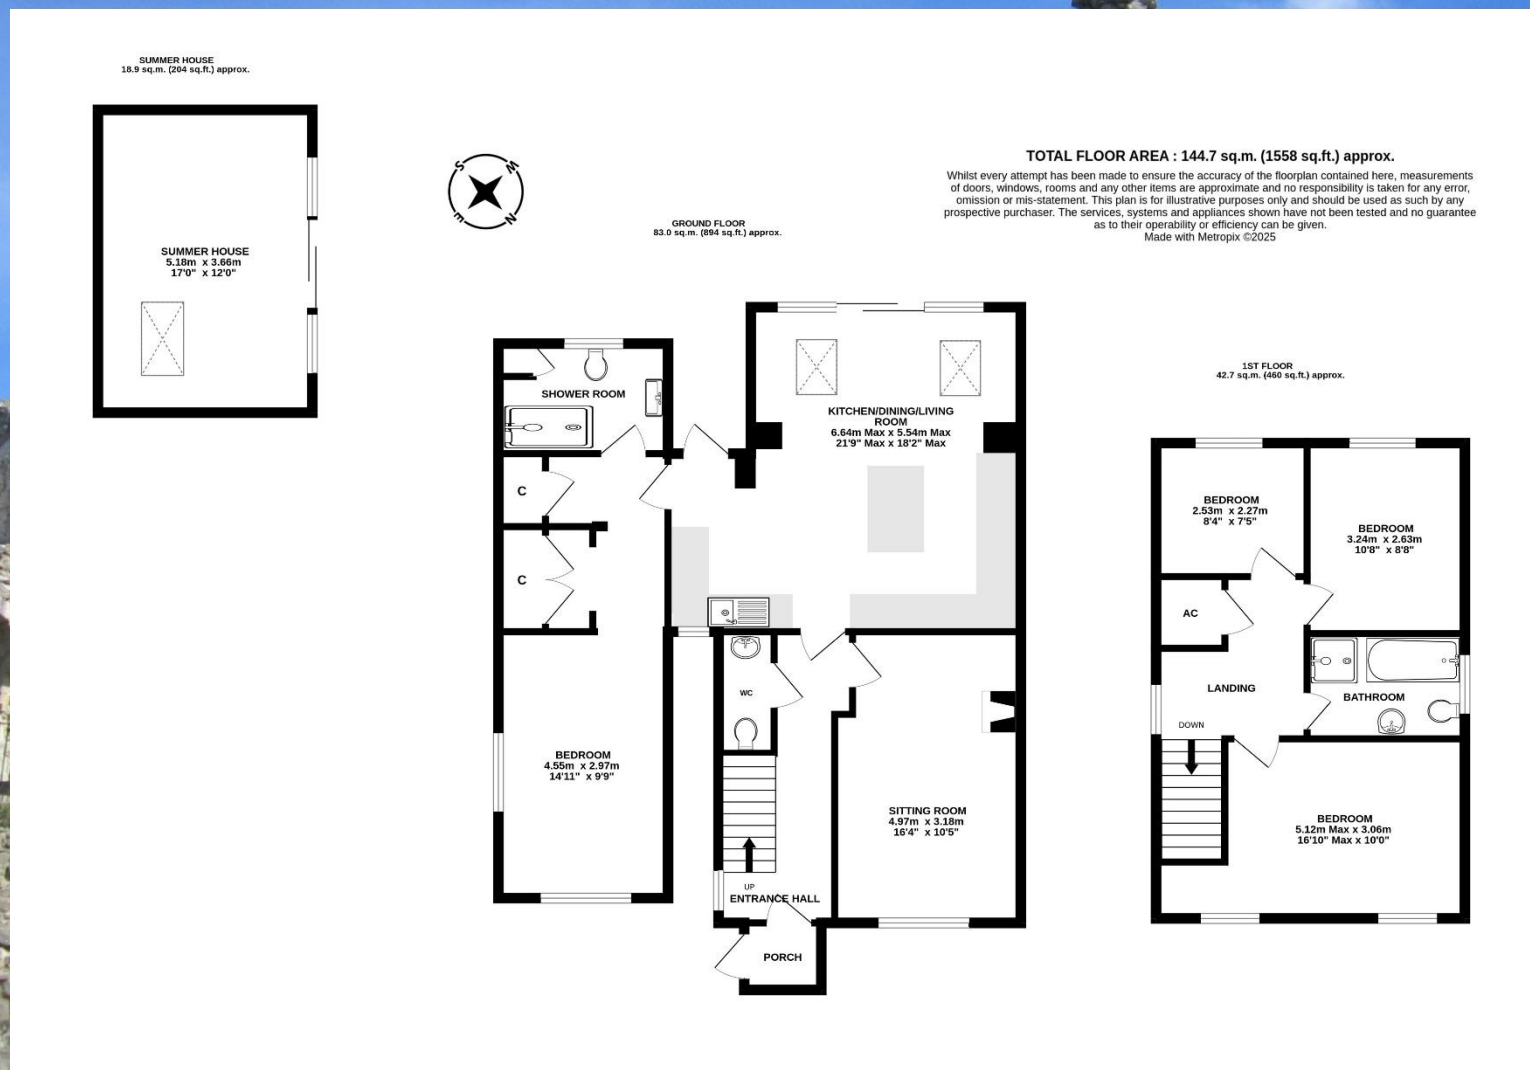 SUMMER HOUSE
18.9 sq.m. (204 sq.ft.) approx.
SUMMER HOUSE
5.18m x 3.66m
17'0" x 12'0"
S
W
E
N
GROUND FLOOR
83.0 sq.m. (894 sq.ft.) approx.
TOTAL FLOOR AREA : 144.7 sq.m. (1558 sq.ft.) approx.
Whilst every attempt has been made to ensure the accuracy of the floorplan contained here, measurements
of doors, windows, rooms and any other items are approximate and no responsibility is taken for any error,
omission or mis-statement. This plan is for illustrative purposes only and should be used as such by any
prospective purchaser. The services, systems and appliances shown have not been tested and no guarantee
as to their operability or efficiency can be given.
Made with Metropix ©2025
SHOWER ROOM
KITCHEN/DINING/LIVING
ROOM
6.64m Max x 5.54m Max
21'9" Max x 18'2" Max
C
C
WC
BEDROOM
4.55m x 2.97m
14'11" x 9'9"
SITTING ROOM
4.97m x 3.18m
16'4" x 10'5"
UP
ENTRANCE HALL
PORCH
1ST FLOOR
42.7 sq.m. (460 sq.ft.) approx.
BEDROOM
2.53m x 2.27m
8'4" x 7'5"
BEDROOM
3.24m x 2.63m
10'8" x 8'8"
AC
LANDING
BATHROOM
DOWN
BEDROOM
5.12m Max x 3.06m
16'10" Max x 10'0"